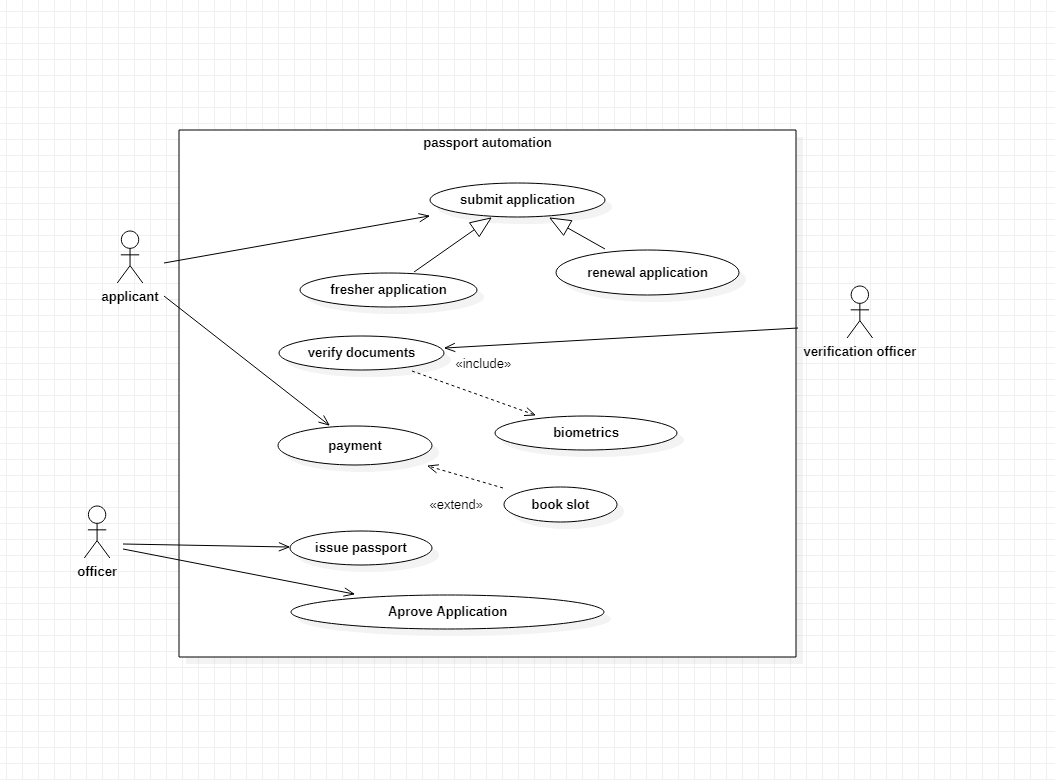 passport automation
submit application
fresher application
renewal application
applicant
verify documents
«include»
verification officer
biometrics
payment
«extend»
book slot
issue passport
officer
Aprove Application